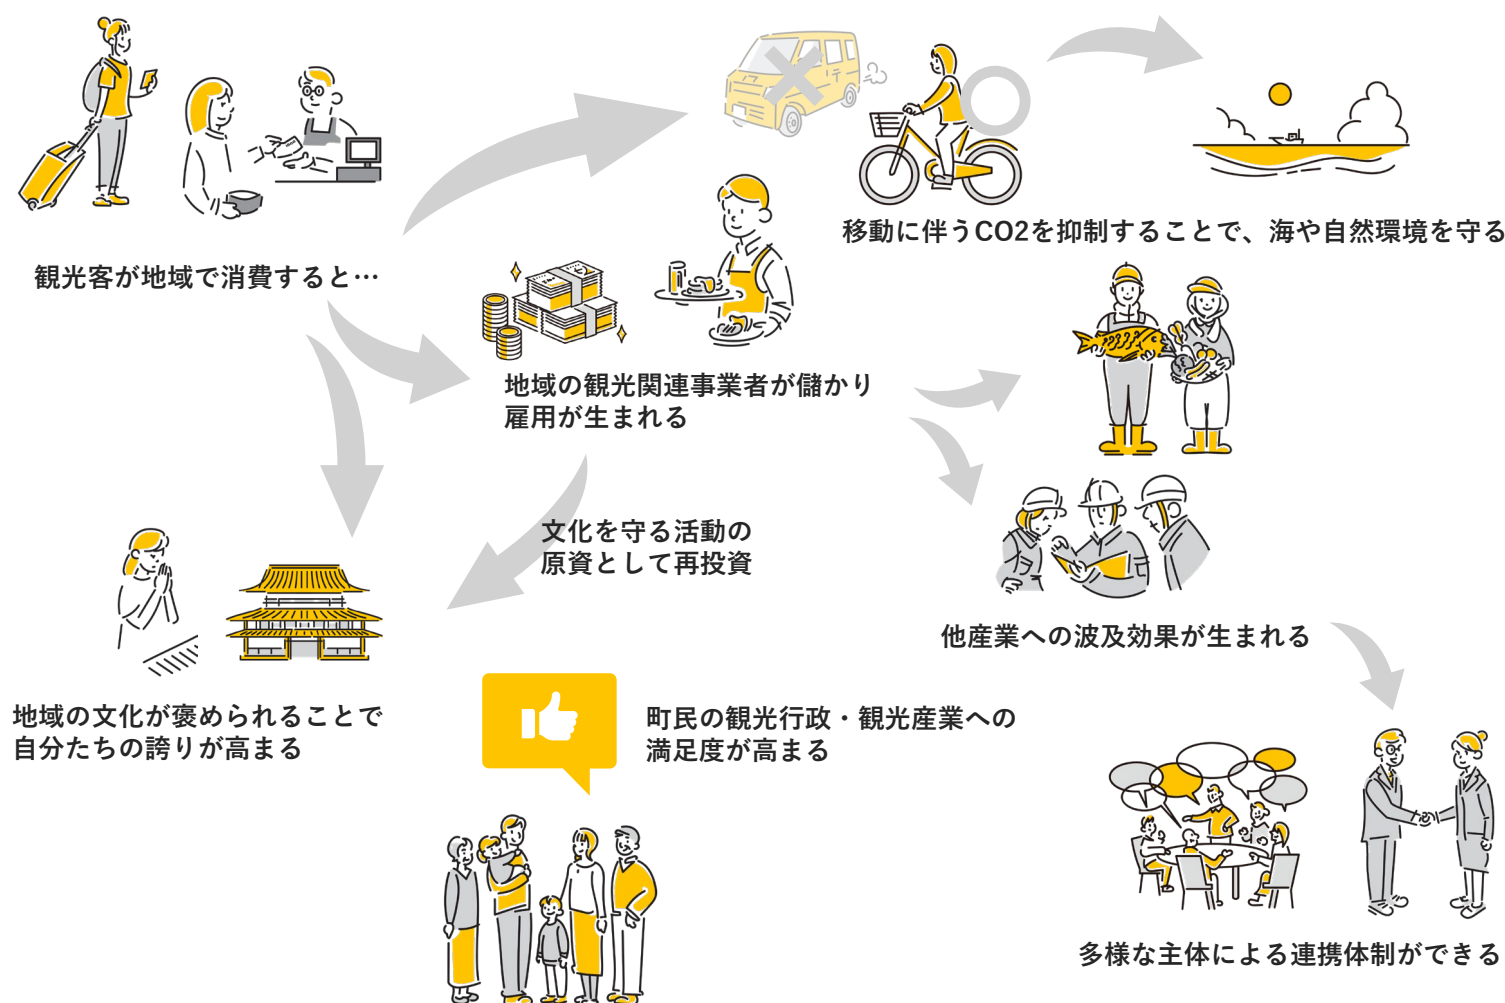 観光客が地域で消費すると…
移動に伴うCO2を抑制することで、海や自然環境を守る
地域の観光関連事業者が儲かり
雇用が生まれる
文化を守る活動の
原資として再投資
他産業への波及効果が生まれる
地域の文化が褒められることで
自分たちの誇りが高まる
町民の観光行政・観光産業への
満足度が高まる
多様な主体による連携体制ができる